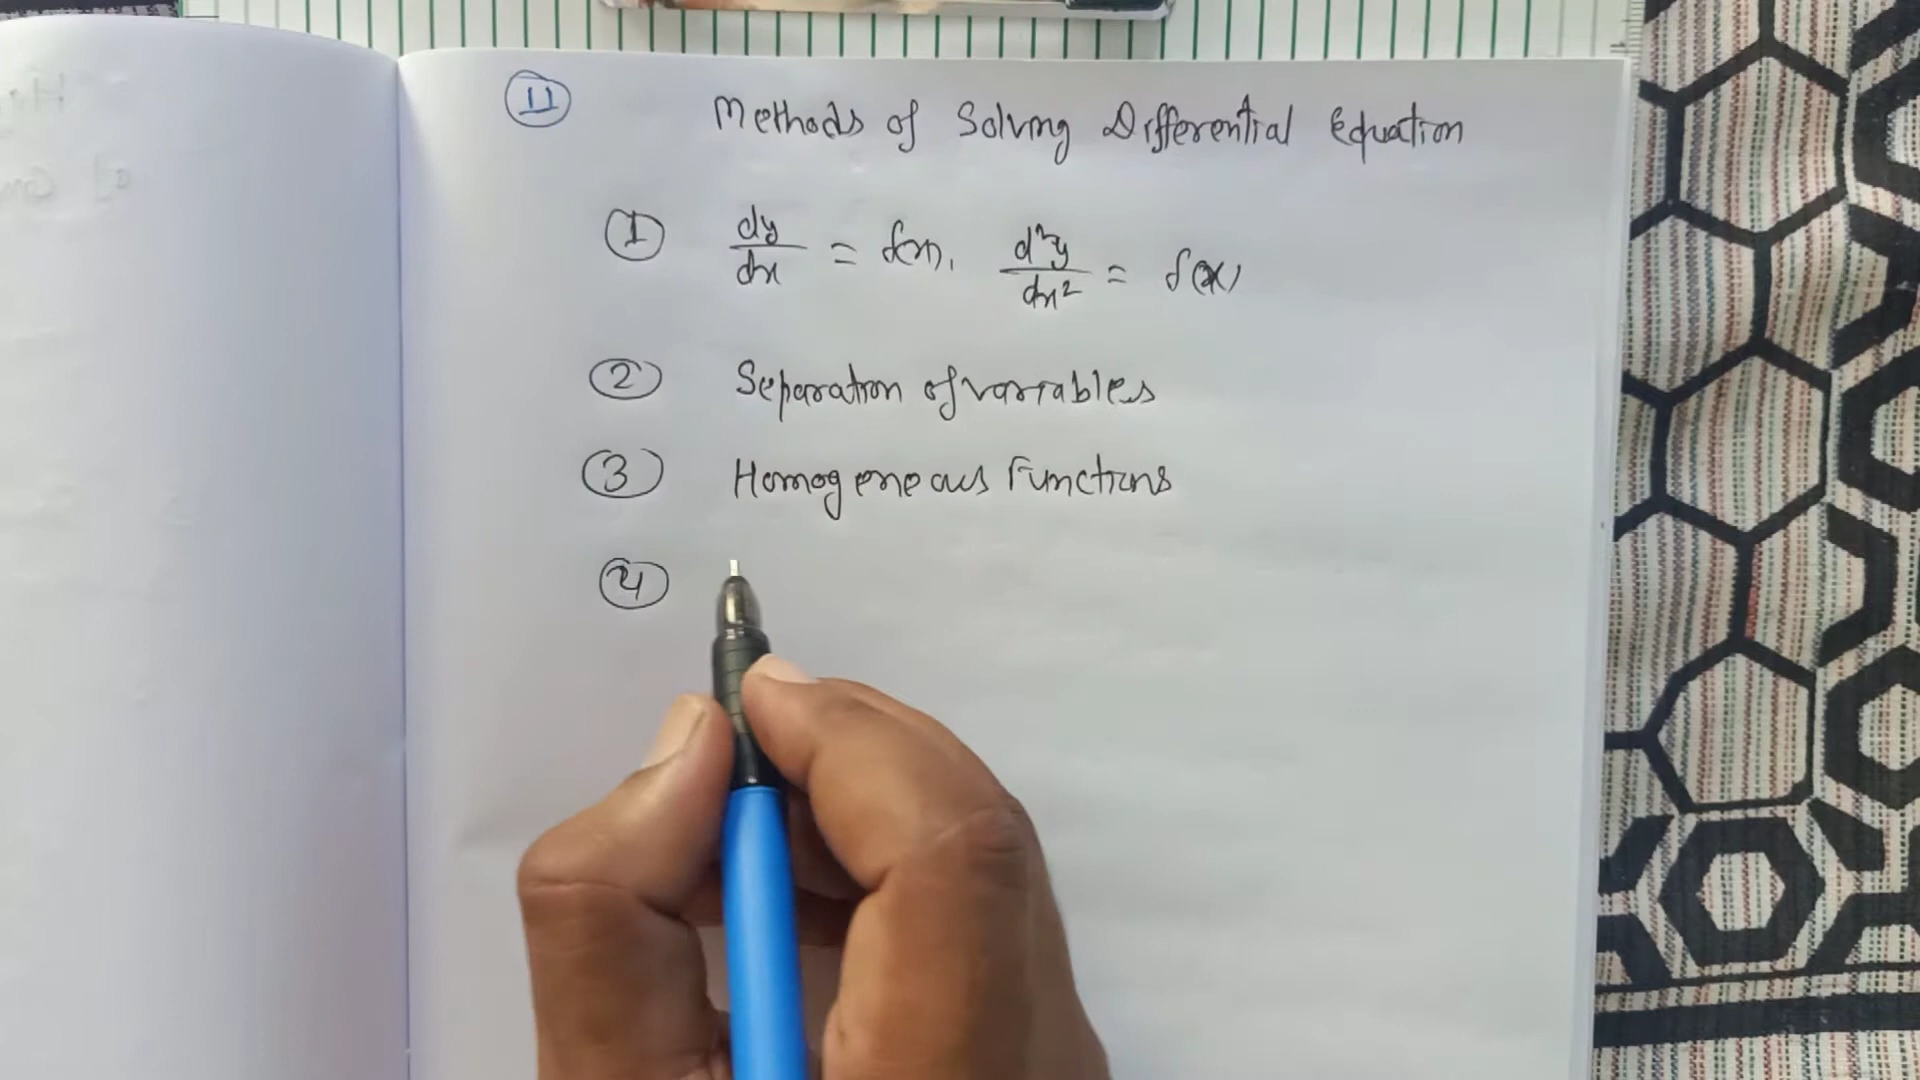 11 Methods of Solving Differential Equation
1 dy/dx = f(x), d²y/dx² = f(x)
2 Separation of variables
3 Homogeneous Functions
4